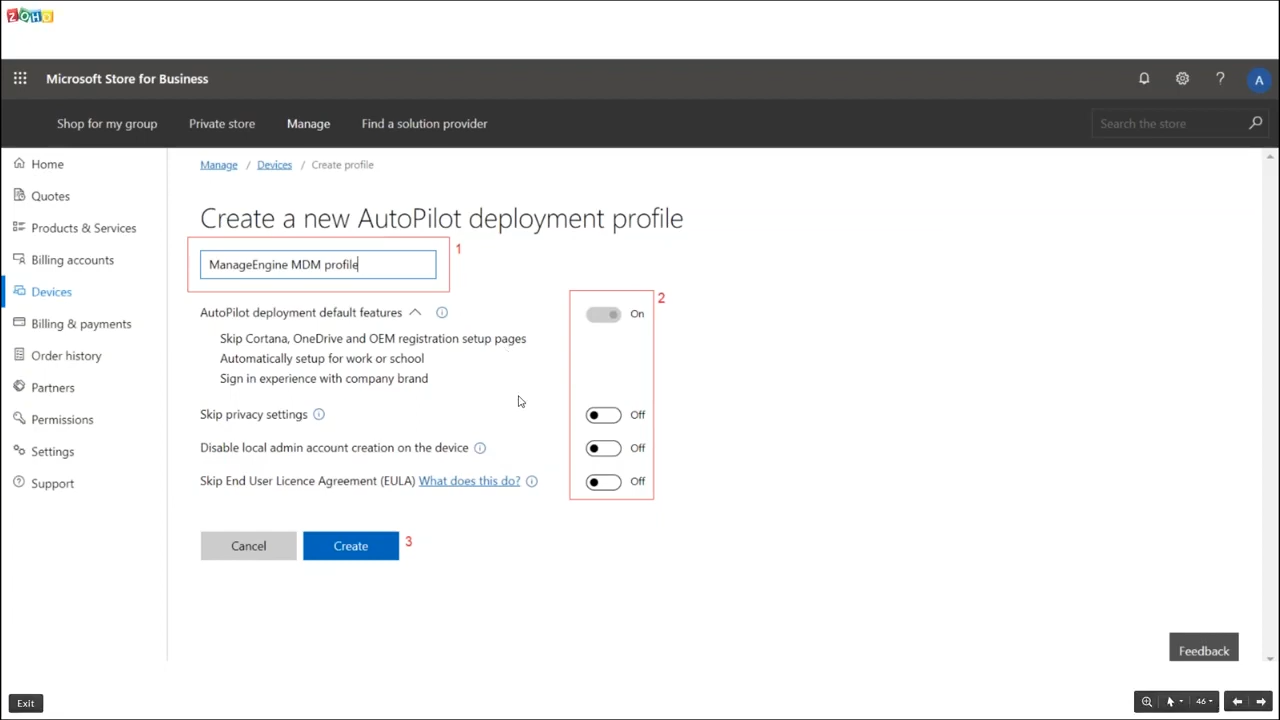 ZOHO
Microsoft Store for Business
?
A
Shop for my group
Private store
Manage
Find a solution provider
Search the store
Home
Quotes
Products & Services
Billing accounts
Devices
Billing & payments
Order history
Partners
Permissions
Settings
Support
Manage / Devices / Create profile
Create a new AutoPilot deployment profile
1
ManageEngine MDM profile
2
AutoPilot deployment default features
On
Skip Cortana, OneDrive and OEM registration setup pages
Automatically setup for work or school
Sign in experience with company brand
Skip privacy settings
Off
Disable local admin account creation on the device
Off
Skip End User Licence Agreement (EULA) What does this do?
Off
Cancel
Create
3
Feedback
Exit
46